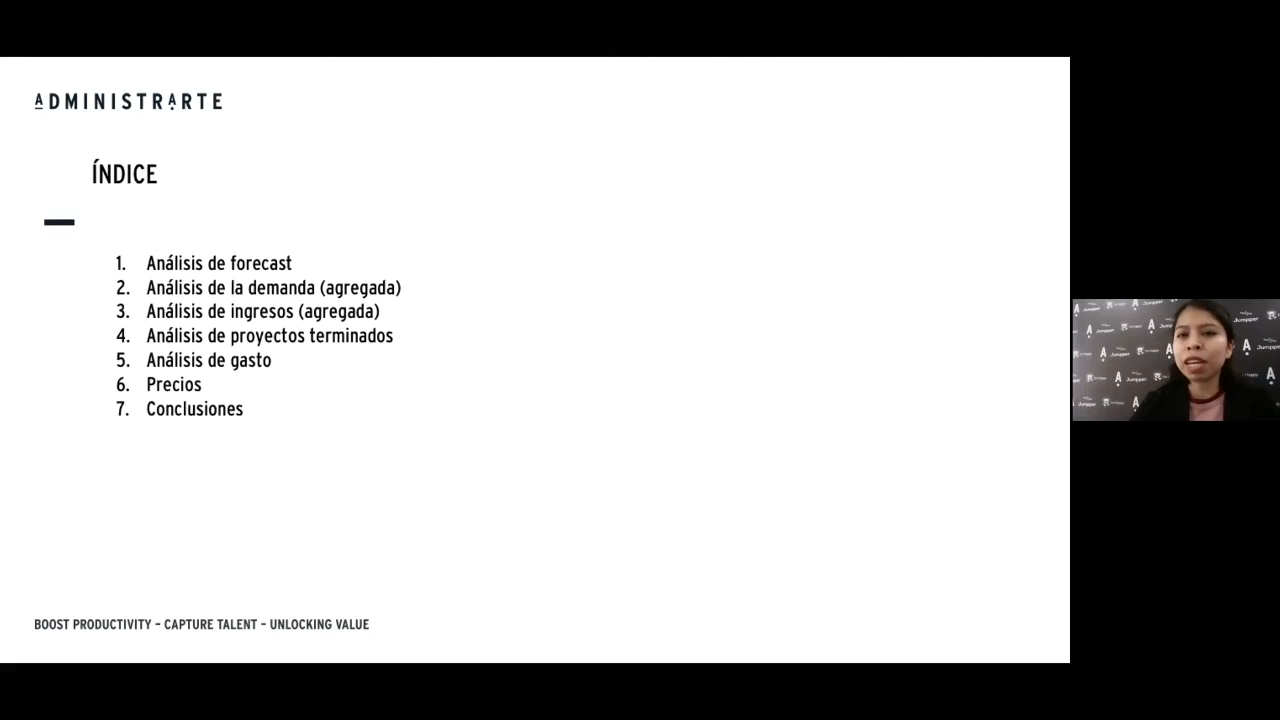 ADMINISTRARTE
ÍNDICE
1. Análisis de forecast
2. Análisis de la demanda (agregada)
3. Análisis de ingresos (agregada)
4. Análisis de proyectos terminados
5. Análisis de gasto
6. Precios
7. Conclusiones
BOOST PRODUCTIVITY – CAPTURE TALENT – UNLOCKING VALUE
Jumpper